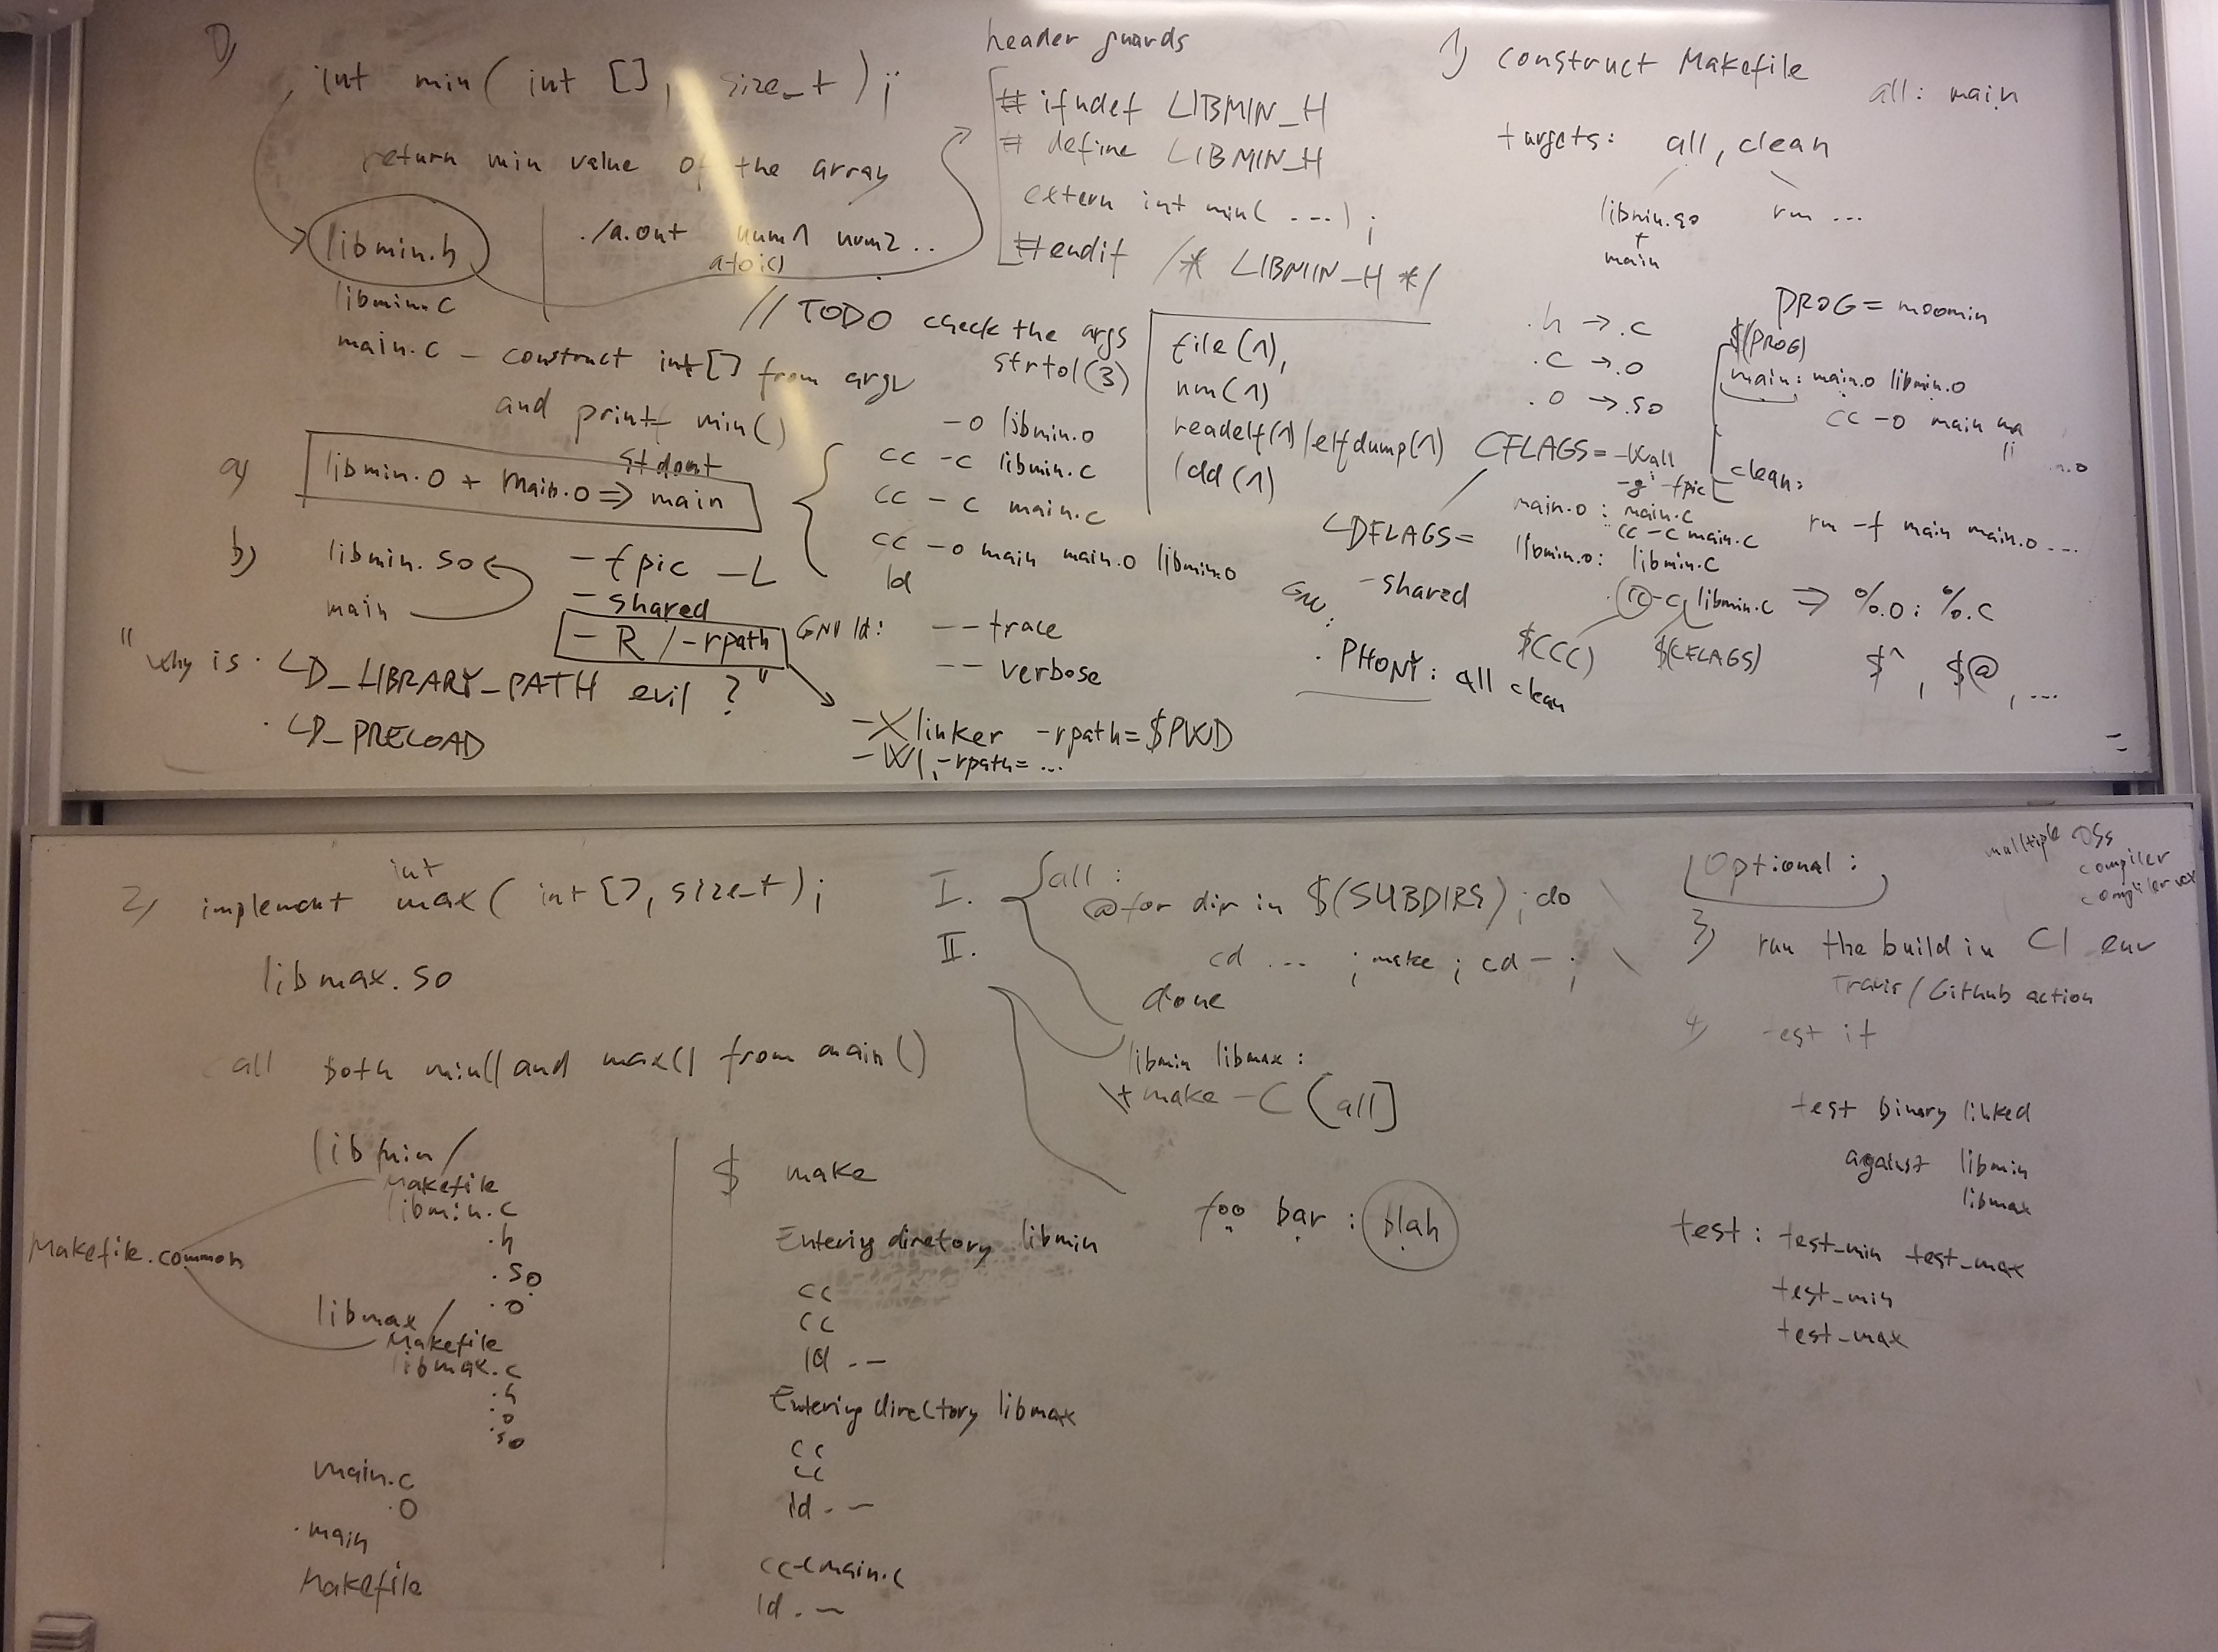 0)
int min( int [], size_t );
return min value of the array
libmin.h
./a.out num1 num2..
atoi()
libmin.c
// TODO check the args
strtol(3)
main.c - construct int[] from argv
and print min()
stdout
a)
libmin.o + main.o => main
b)
libmin.so
main
-fpic -L
-shared
-R /-rpath
"why is LD_LIBRARY_PATH evil ?"
LD_PRELOAD
header guards
# ifndef LIBMIN_H
# define LIBMIN_H
extern int min( ...) ;
#endif /* LIBMIN_H */
file(1),
nm(1)
readelf(1)/elfdump(1)
ldd(1)
-o libmin.o
cc -c libmin.c
cc -c main.c
cc -o main main.o libmin.o
ld
GNU ld: --trace
-- verbose
-Xlinker -rpath=$PWD
-Wl,-rpath= ...
1) construct Makefile
all: main
targets: all, clean
libmin.so
+
main
rm ...
.h -> .c
.c -> .o
.o -> .so
PROG = moomin
$(PROG)
main: main.o libmin.o
cc -o main
clean:
rm -f main main.o ...
CFLAGS= -Wall
-g -fpic
LDFLAGS=
-shared
main.o : main.c
cc -c main.c
libmin.o: libmin.c
cc -c libmin.c => %.o: %.c
$(CC) $(CFLAGS)
$^, $@, ...
GNU:
.PHONY: all clean
2) implement int max( int [], size_t );
libmax.so
call both min() and max() from main()
libmin/
Makefile
libmin.c
.h
.so
.o
Makefile.common
libmax/
Makefile
libmax.c
.h
.o
.so
main.c
.o
main
Makefile
$ make
Entering diretory libmin
cc
cc
ld --
Entering directory libmax
cc
cc
ld --
cc -c main.c
ld --
I.
all:
@for dir in $(SUBDIRS); do \
cd ... ; make ; cd - ; \
done
II.
libmin libmax :
\t make -C [all]
foo bar : blah
Optional:
multiple OSs
compiler
compiler
3) run the build in CI env
Travis / Github action
4) test it
test binary linked
against libmin
libmax
test : test_min test_max
test_min
test_max